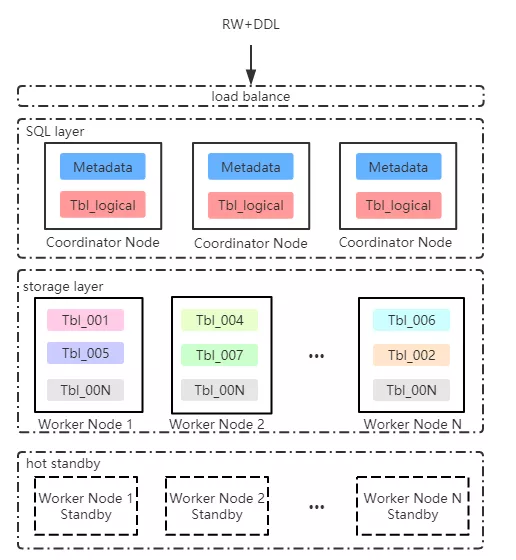 RW+DDL
load balance
SQL layer
Metadata
Tbl_logical
Coordinator Node
Metadata
Tbl_logical
Coordinator Node
Metadata
Tbl_logical
Coordinator Node
storage layer
Tbl_001
Tbl_005
Tbl_00N
Worker Node 1
Tbl_004
Tbl_007
Tbl_00N
Worker Node 2
...
Tbl_006
Tbl_002
Tbl_00N
Worker Node N
hot standby
Worker Node 1
Standby
Worker Node 2
Standby
...
Worker Node N
Standby